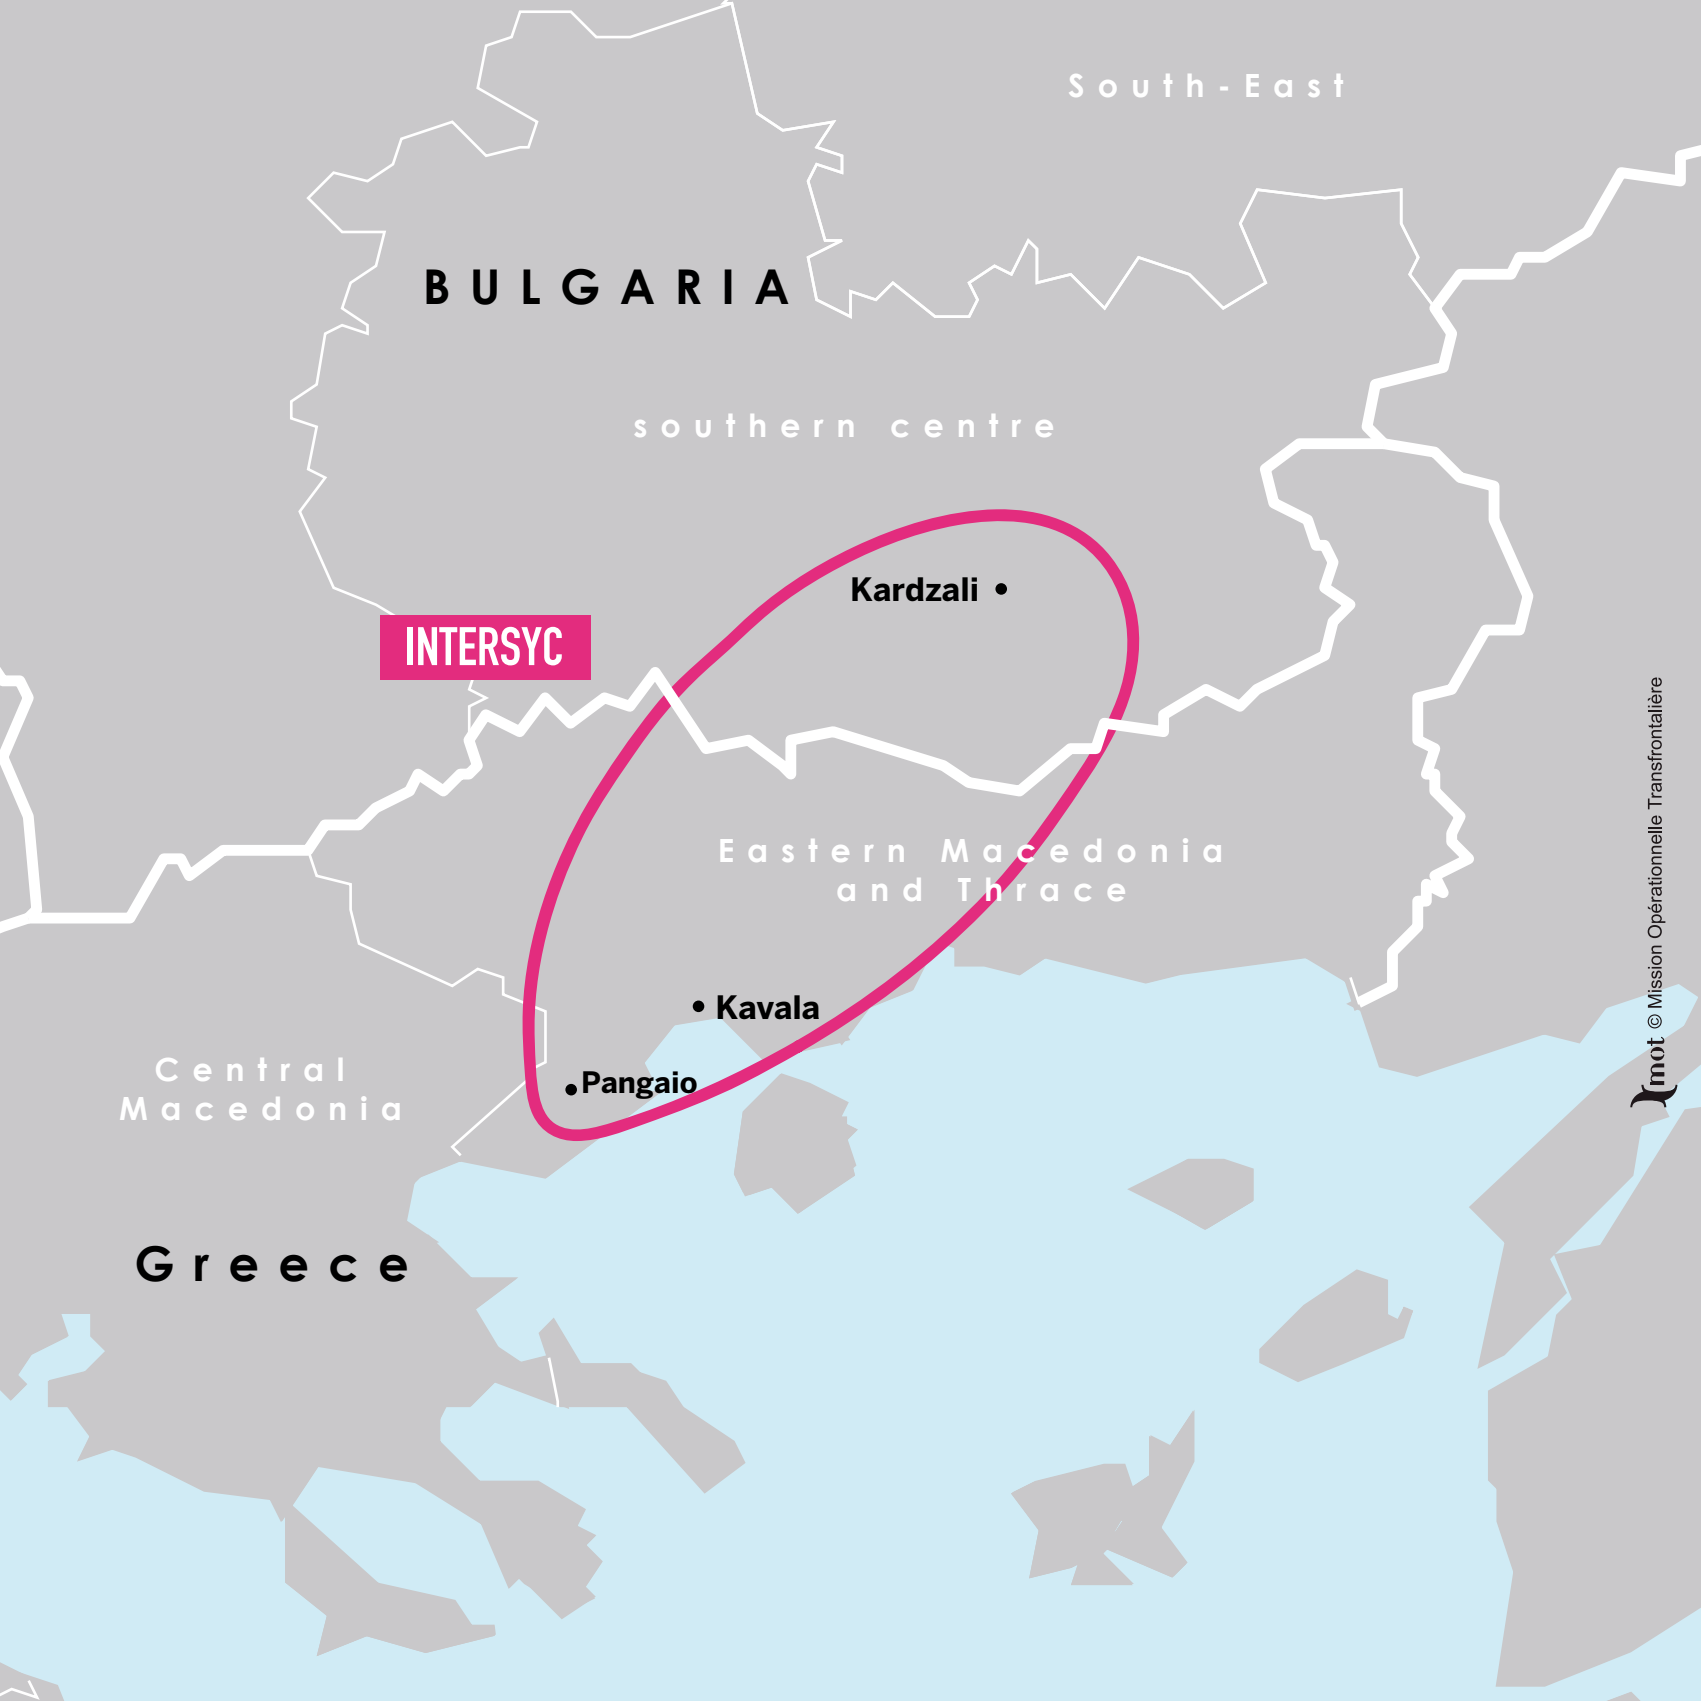 South-East
BULGARIA
southern centre
Kardzali
INTERSYC
Eastern Macedonia
and Thrace
Kavala
Pangaio
Central
Macedonia
Greece
mot © Mission Opérationnelle Transfrontalière